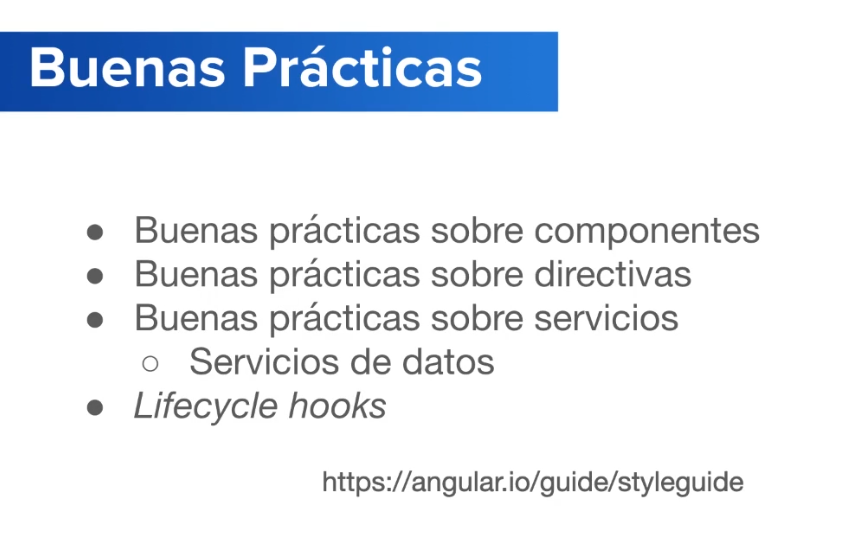 Buenas Prácticas
● Buenas prácticas sobre componentes
● Buenas prácticas sobre directivas
● Buenas prácticas sobre servicios
○ Servicios de datos
● Lifecycle hooks
https://angular.io/guide/styleguide